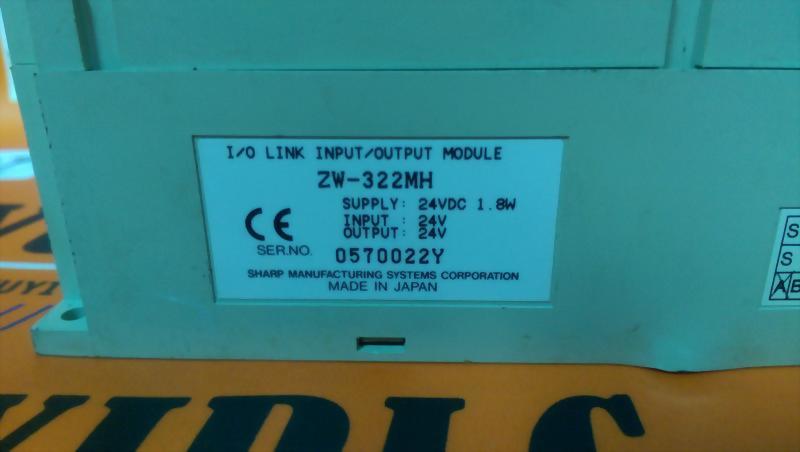 I/O LINK INPUT/OUTPUT MODULE
ZW-322MH
SUPPLY: 24VDC 1.8W
INPUT : 24V
OUTPUT: 24V
CE
SER.NO. 0570022Y
SHARP MANUFACTURING SYSTEMS CORPORATION
MADE IN JAPAN
S
S
A B
UYI